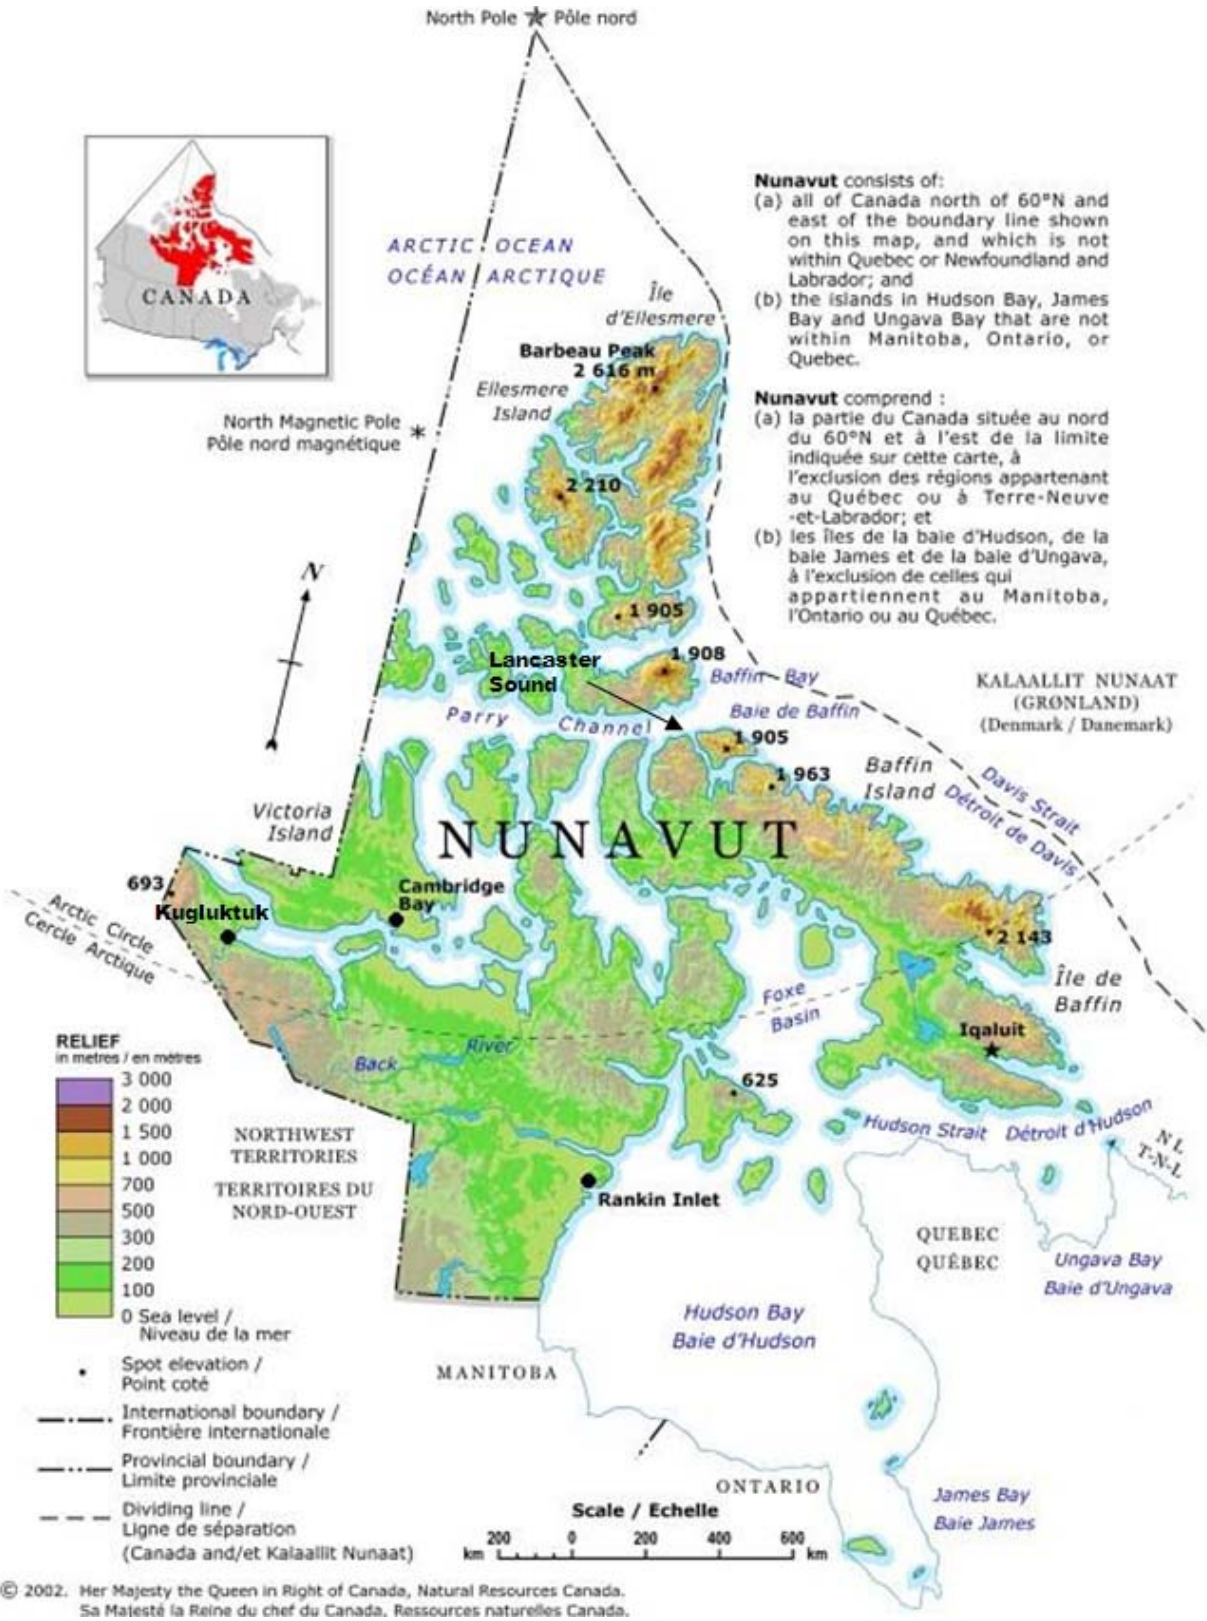 North Pole ★ Pôle nord
CANADA
ARCTIC OCEAN
OCÉAN ARCTIQUE
Nunavut consists of:
(a) all of Canada north of 60°N and
east of the boundary line shown
on this map, and which is not
within Quebec or Newfoundland and
Labrador; and
(b) the islands in Hudson Bay, James
Bay and Ungava Bay that are not
within Manitoba, Ontario, or
Quebec.
Nunavut comprend :
(a) la partie du Canada située au nord
du 60°N et à l'est de la limite
indiquée sur cette carte, à
l'exclusion des régions appartenant
au Québec ou à Terre-Neuve
-et-Labrador; et
(b) les îles de la baie d'Hudson, de la
baie James et de la baie d'Ungava,
à l'exclusion de celles qui
appartiennent au Manitoba,
l'Ontario ou au Québec.
Île
d'Ellesmere
Barbeau Peak
2 616 m
Ellesmere
Island
North Magnetic Pole
Pôle nord magnétique
2 210
N
1 905
1 908
Lancaster
Sound
Baffin Bay
Baie de Baffin
KALAALLIT NUNAAT
(GRØNLAND)
(Denmark / Danemark)
Parry Channel
1 905
1 963
Baffin
Island
Davis Strait
Détroit de Davis
Victoria
Island
NUNAVUT
693
Kugluktuk
Cambridge
Bay
Arctic Circle
Cercle Arctique
2 143
Île de
Baffin
Foxe
Basin
Iqaluit
Back River
625
Hudson Strait Détroit d'Hudson
N L
T-N-L
RELIEF
in metres / en mètres
3 000
2 000
1 500
1 000
700
500
300
200
100
0 Sea level /
Niveau de la mer
NORTHWEST
TERRITORIES
TERRITOIRES DU
NORD-OUEST
Rankin Inlet
QUEBEC
QUÉBEC
Ungava Bay
Baie d'Ungava
Hudson Bay
Baie d'Hudson
MANITOBA
Spot elevation /
Point coté
International boundary /
Frontière internationale
Provincial boundary /
Limite provinciale
Dividing line /
Ligne de séparation
(Canada and/et Kalaallit Nunaat)
ONTARIO
James Bay
Baie James
Scale / Echelle
km 200 0 200 400 600 km
© 2002. Her Majesty the Queen in Right of Canada, Natural Resources Canada.
Sa Majesté la Reine du chef du Canada, Ressources naturelles Canada.